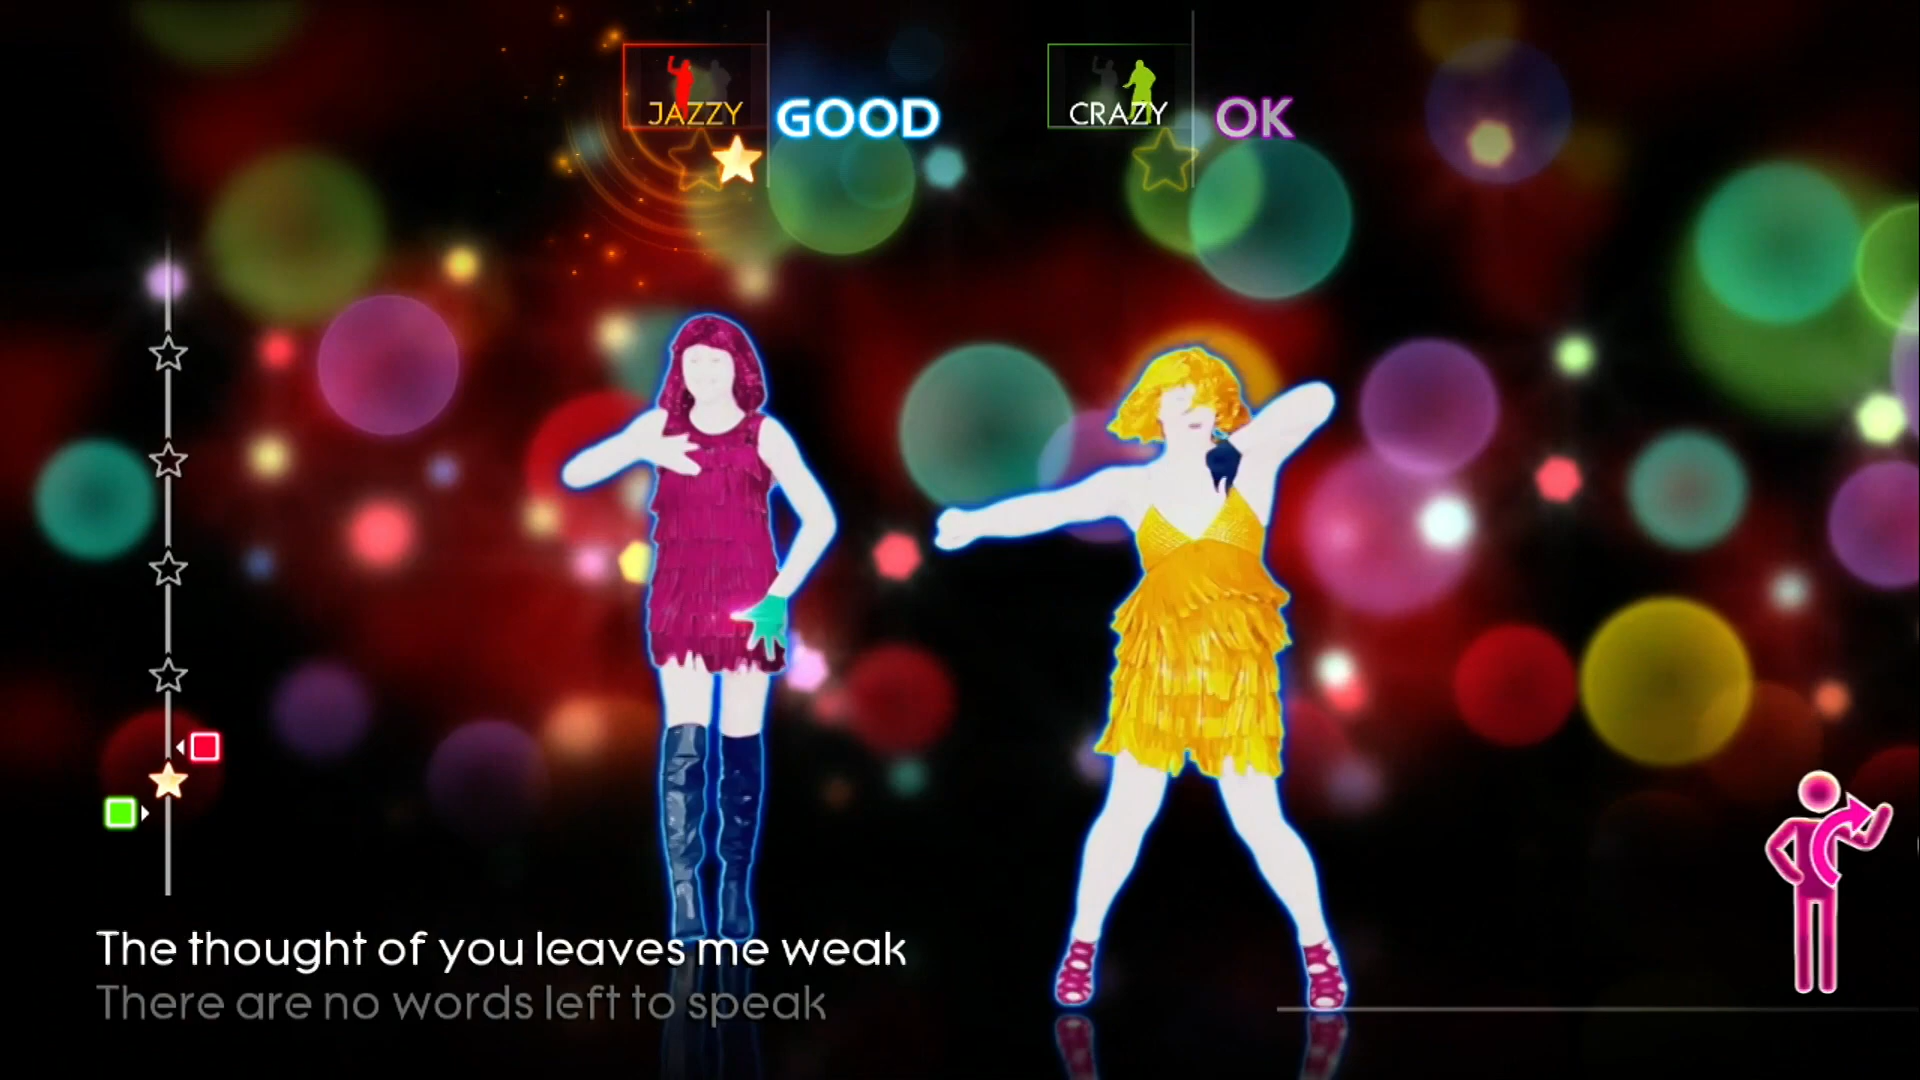 JAZZY
GOOD
CRAZY
OK
The thought of you leaves me weak
There are no words left to speak